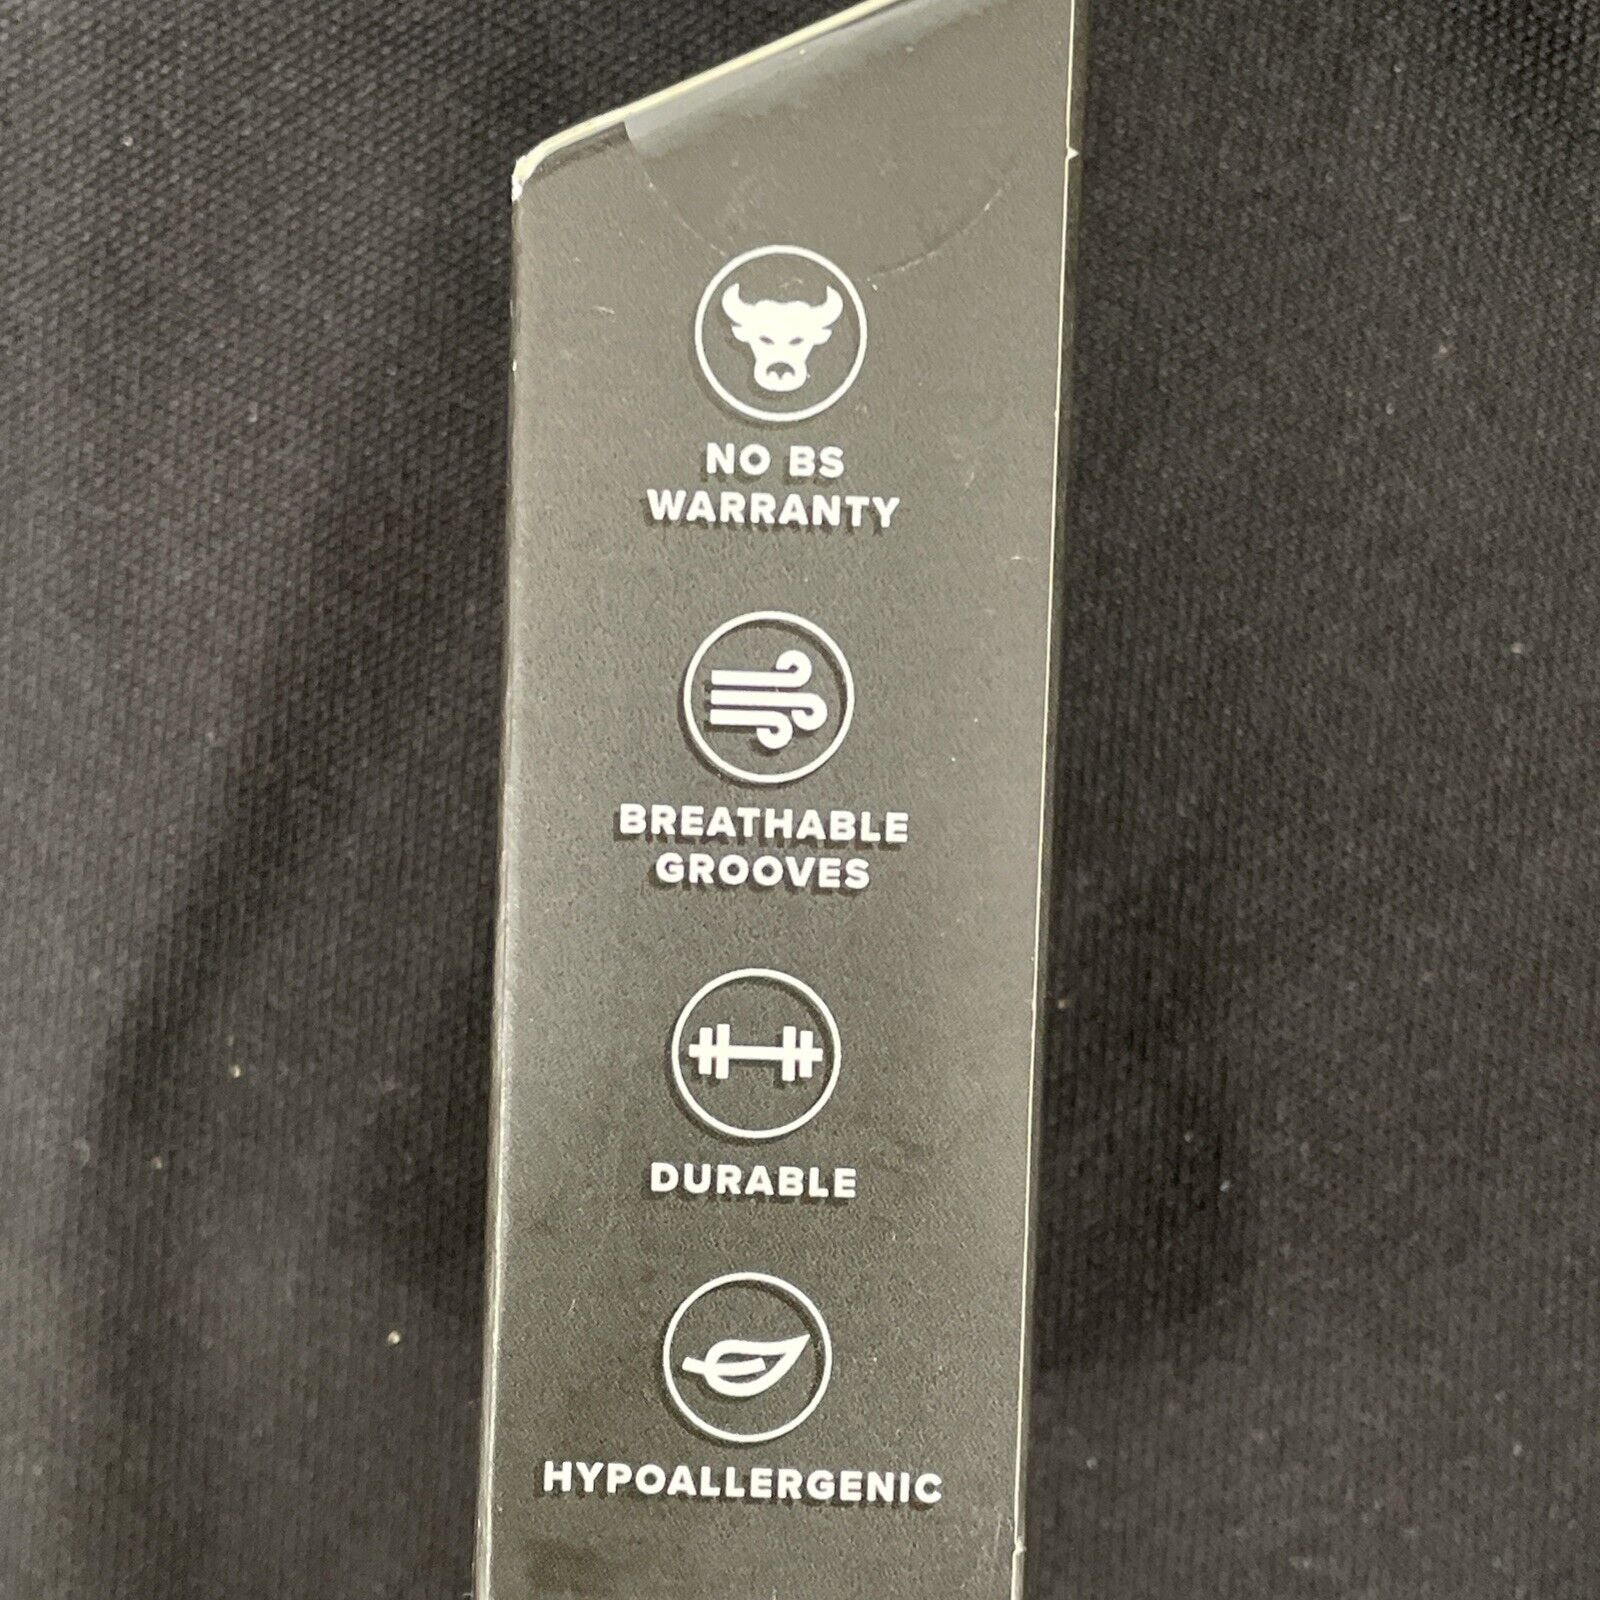 NO BS
WARRANTY
BREATHABLE
GROOVES
DURABLE
HYPOALLERGENIC